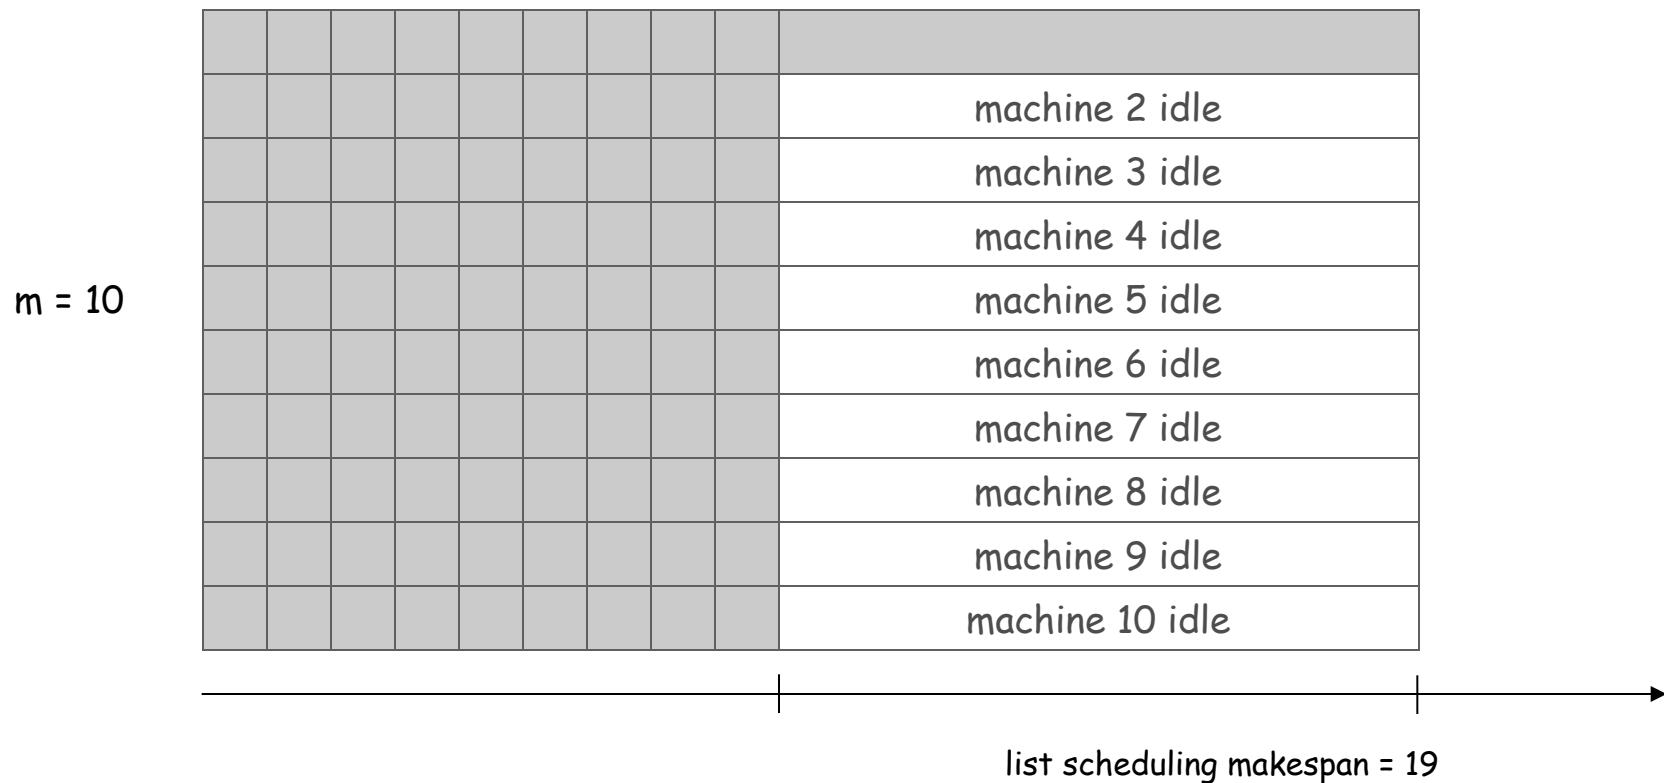 machine 2 idle
machine 3 idle
machine 4 idle
m = 10
machine 5 idle
machine 6 idle
machine 7 idle
machine 8 idle
machine 9 idle
machine 10 idle
list scheduling makespan = 19